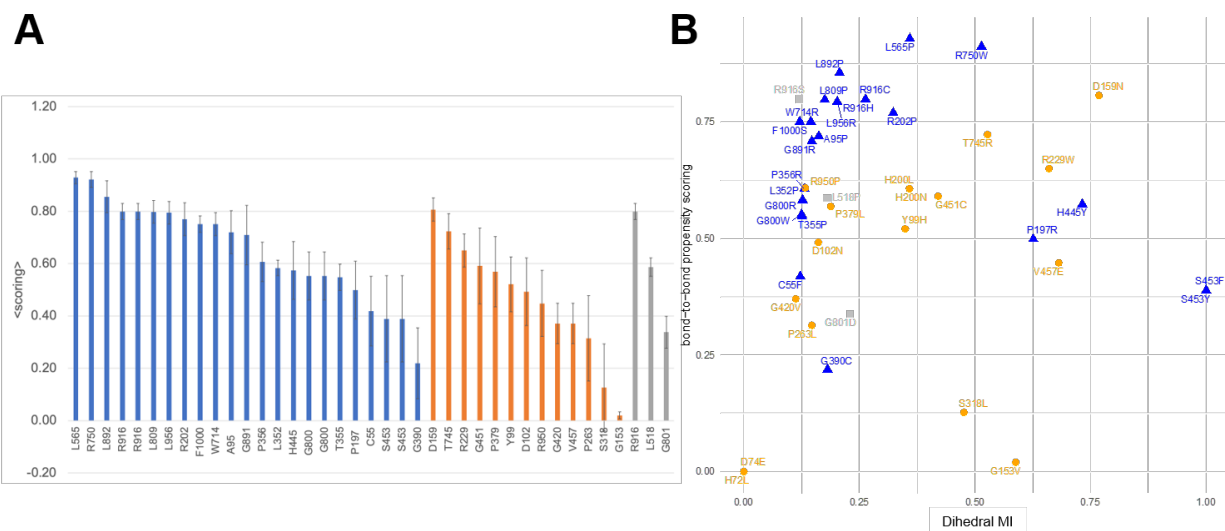 A
B
1.20
1.00
0.80
0.60
0.40
0.20
0.00
-0.20
<scoring>
L565
R750
L892
R916
R916
L809
L956
R202
F1000
W714
A95
G891
P356
L352
H445
G800
G800
T355
P197
C55
S453
S453
G390
D159
T745
R229
G451
P379
Y99
D102
R950
G420
V457
P263
S318
G153
R916
L518
G801
bond-to-bond propensity scoring
0.75
0.50
0.25
0.00
L565P
R750W
L892P
D159N
R916S
L809P
R916C
R916H
W714R
L956R
R202P
F1000S
A95P
T745R
G891R
R229W
P356R
R950P
H200L
L352P
L518F
H200N
G451C
G800R
P379L
H445Y
G800W
T355P
Y99H
P197R
D102N
V457E
C55F
S453F
S453Y
G420V
G801D
P263L
G390C
S318L
D74E
G153V
H72L
0.00
0.25
0.50
0.75
1.00
Dihedral MI